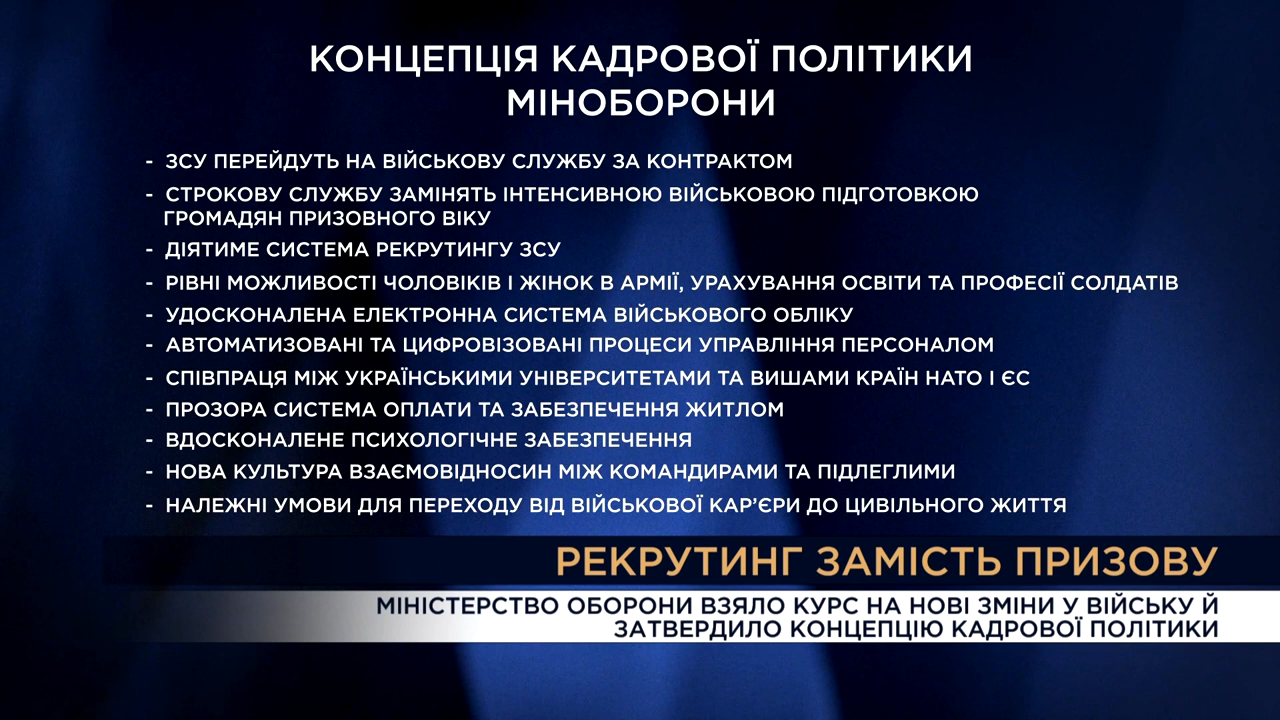 КОНЦЕПЦІЯ КАДРОВОЇ ПОЛІТИКИ
МІНОБОРОНИ
- ЗСУ ПЕРЕЙДУТЬ НА ВІЙСЬКОВУ СЛУЖБУ ЗА КОНТРАКТОМ
- СТРОКОВУ СЛУЖБУ ЗАМІНЯТЬ ІНТЕНСИВНОЮ ВІЙСЬКОВОЮ ПІДГОТОВКОЮ
ГРОМАДЯН ПРИЗОВНОГО ВІКУ
- ДІЯТИМЕ СИСТЕМА РЕКРУТИНГУ ЗСУ
- РІВНІ МОЖЛИВОСТІ ЧОЛОВІКІВ І ЖІНОК В АРМІЇ, УРАХУВАННЯ ОСВІТИ ТА ПРОФЕСІЇ СОЛДАТІВ
- УДОСКОНАЛЕНА ЕЛЕКТРОННА СИСТЕМА ВІЙСЬКОВОГО ОБЛІКУ
- АВТОМАТИЗОВАНІ ТА ЦИФРОВІЗОВАНІ ПРОЦЕСИ УПРАВЛІННЯ ПЕРСОНАЛОМ
- СПІВПРАЦЯ МІЖ УКРАЇНСЬКИМИ УНІВЕРСИТЕТАМИ ТА ВИШАМИ КРАЇН НАТО І ЄС
- ПРОЗОРА СИСТЕМА ОПЛАТИ ТА ЗАБЕЗПЕЧЕННЯ ЖИТЛОМ
- ВДОСКОНАЛЕНЕ ПСИХОЛОГІЧНЕ ЗАБЕЗПЕЧЕННЯ
- НОВА КУЛЬТУРА ВЗАЄМОВІДНОСИН МІЖ КОМАНДИРАМИ ТА ПІДЛЕГЛИМИ
- НАЛЕЖНІ УМОВИ ДЛЯ ПЕРЕХОДУ ВІД ВІЙСЬКОВОЇ КАР’ЄРИ ДО ЦИВІЛЬНОГО ЖИТТЯ
РЕКРУТИНГ ЗАМІСТЬ ПРИЗОВУ
МІНІСТЕРСТВО ОБОРОНИ ВЗЯЛО КУРС НА НОВІ ЗМІНИ У ВІЙСЬКУ Й
ЗАТВЕРДИЛО КОНЦЕПЦІЮ КАДРОВОЇ ПОЛІТИКИ